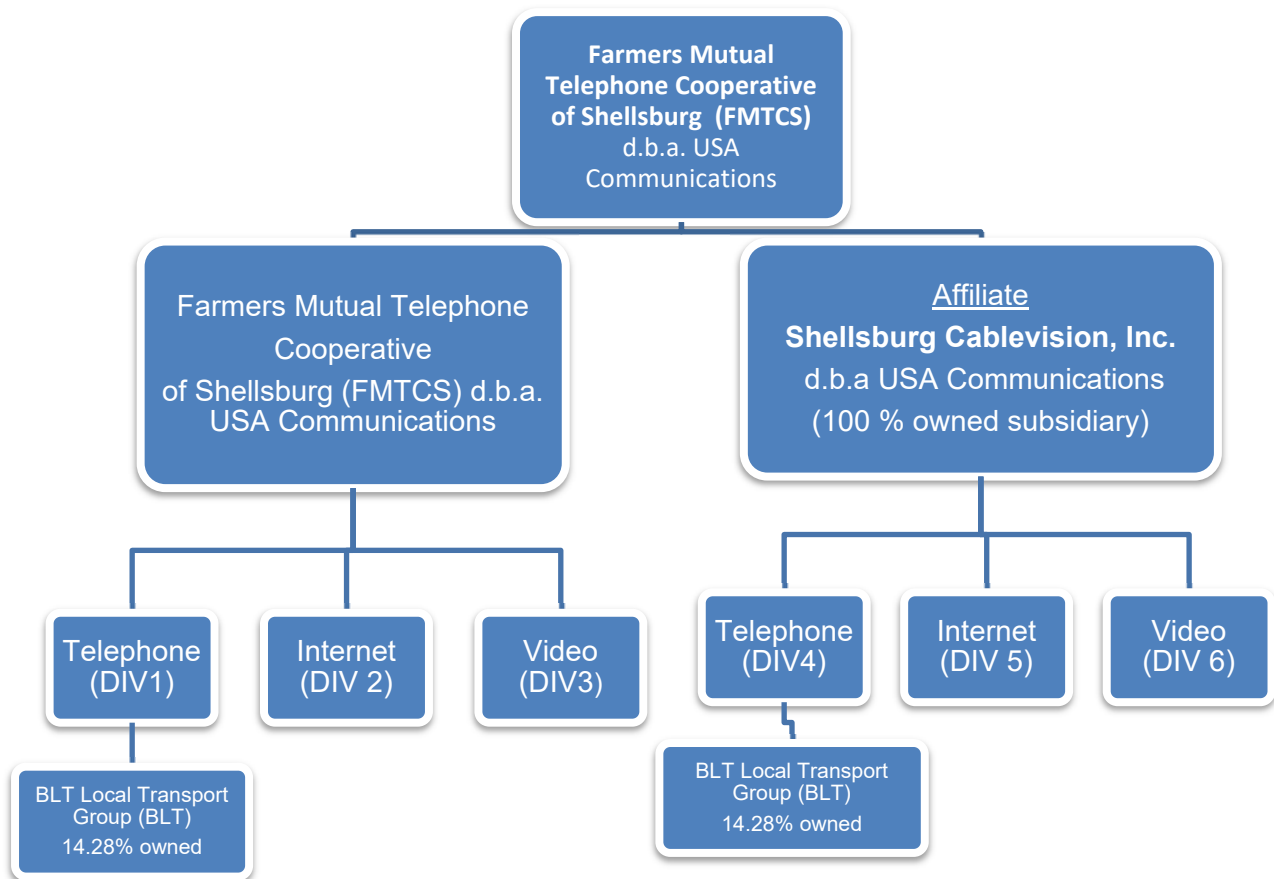 Farmers Mutual
Telephone Cooperative
of Shellsburg (FMTCS)
d.b.a. USA
Communications
Farmers Mutual Telephone
Cooperative
of Shellsburg (FMTCS) d.b.a.
USA Communications
Affiliate
Shellsburg Cablevision, Inc.
d.b.a USA Communications
(100 % owned subsidiary)
Telephone
(DIV1)
Internet
(DIV 2)
Video
(DIV3)
Telephone
(DIV4)
Internet
(DIV 5)
Video
(DIV 6)
BLT Local Transport
Group (BLT)
14.28% owned
BLT Local Transport
Group (BLT)
14.28% owned